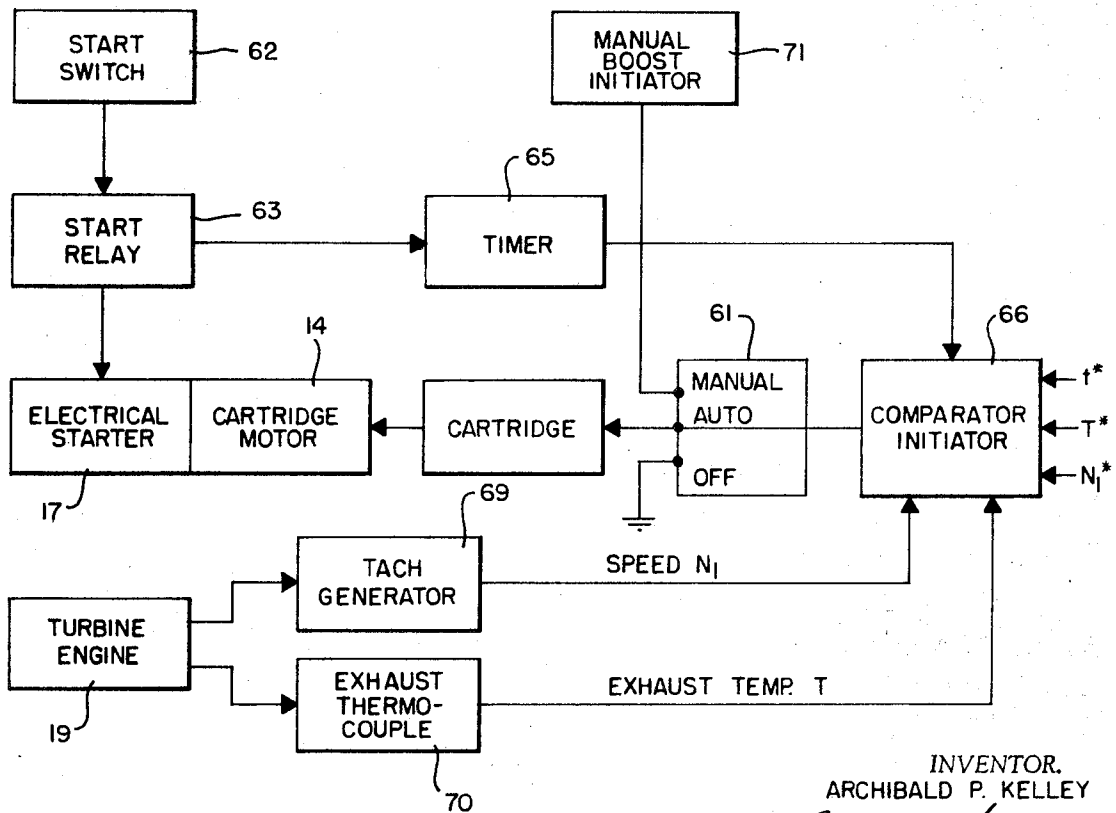 START
SWITCH
62
MANUAL
BOOST
INITIATOR
71
START
RELAY
63
65
TIMER
14
61
66
ELECTRICAL
STARTER
CARTRIDGE
MOTOR
CARTRIDGE
MANUAL
AUTO
OFF
COMPARATOR
INITIATOR
t*
T*
N1*
17
69
TACH
GENERATOR
SPEED N1
TURBINE
ENGINE
19
EXHAUST
THERMO-
COUPLE
EXHAUST TEMP. T
70
INVENTOR.
ARCHIBALD P. KELLEY